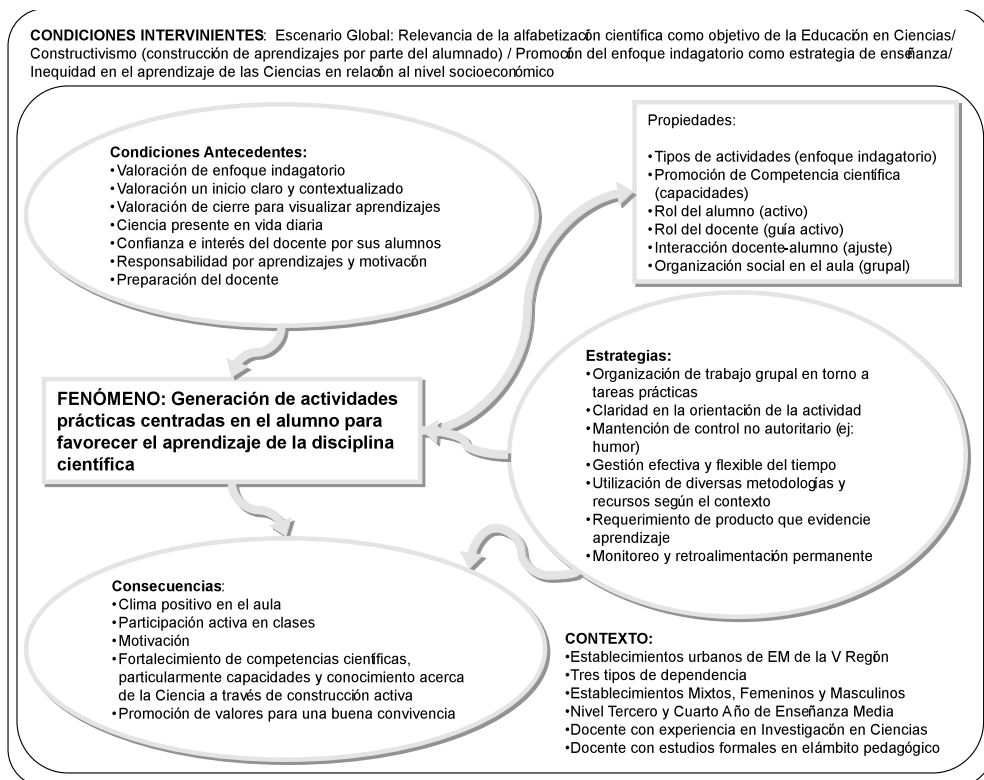 CONDICIONES INTERVINIENTES: Escenario Global: Relevancia de la alfabetización científica como objetivo de la Educación en Ciencias/
Constructivismo (construcción de aprendizajes por parte del alumnado) / Promoción del enfoque indagatorio como estrategia de enseñanza/
Inequidad en el aprendizaje de las Ciencias en relación al nivel socioeconómico
Condiciones Antecedentes:
•Valoración de enfoque indagatorio
•Valoración un inicio claro y contextualizado
•Valoración de cierre para visualizar aprendizajes
•Ciencia presente en vida diaria
•Confianza e interés del docente por sus alumnos
•Responsabilidad por aprendizajes y motivación
•Preparación del docente
Propiedades:
•Tipos de actividades (enfoque indagatorio)
•Promoción de Competencia científica
(capacidades)
•Rol del alumno (activo)
•Rol del docente (guía activo)
•Interacción docente-alumno (ajuste)
•Organización social en el aula (grupal)
FENÓMENO: Generación de actividades
prácticas centradas en el alumno para
favorecer el aprendizaje de la disciplina
científica
Estrategias:
•Organización de trabajo grupal en torno a
tareas prácticas
•Claridad en la orientación de la actividad
•Mantención de control no autoritario (ej:
humor)
•Gestión efectiva y flexible del tiempo
•Utilización de diversas metodologías y
recursos según el contexto
•Requerimiento de producto que evidencie
aprendizaje
•Monitoreo y retroalimentación permanente
Consecuencias:
•Clima positivo en el aula
•Participación activa en clases
•Motivación
•Fortalecimiento de competencias científicas,
particularmente capacidades y conocimiento acerca
de la Ciencia a través de construcción activa
•Promoción de valores para una buena convivencia
CONTEXTO:
•Establecimientos urbanos de EM de la V Región
•Tres tipos de dependencia
•Establecimientos Mixtos, Femeninos y Masculinos
•Nivel Tercero y Cuarto Año de Enseñanza Media
•Docente con experiencia en Investigación en Ciencias
•Docente con estudios formales en el ámbito pedagógico